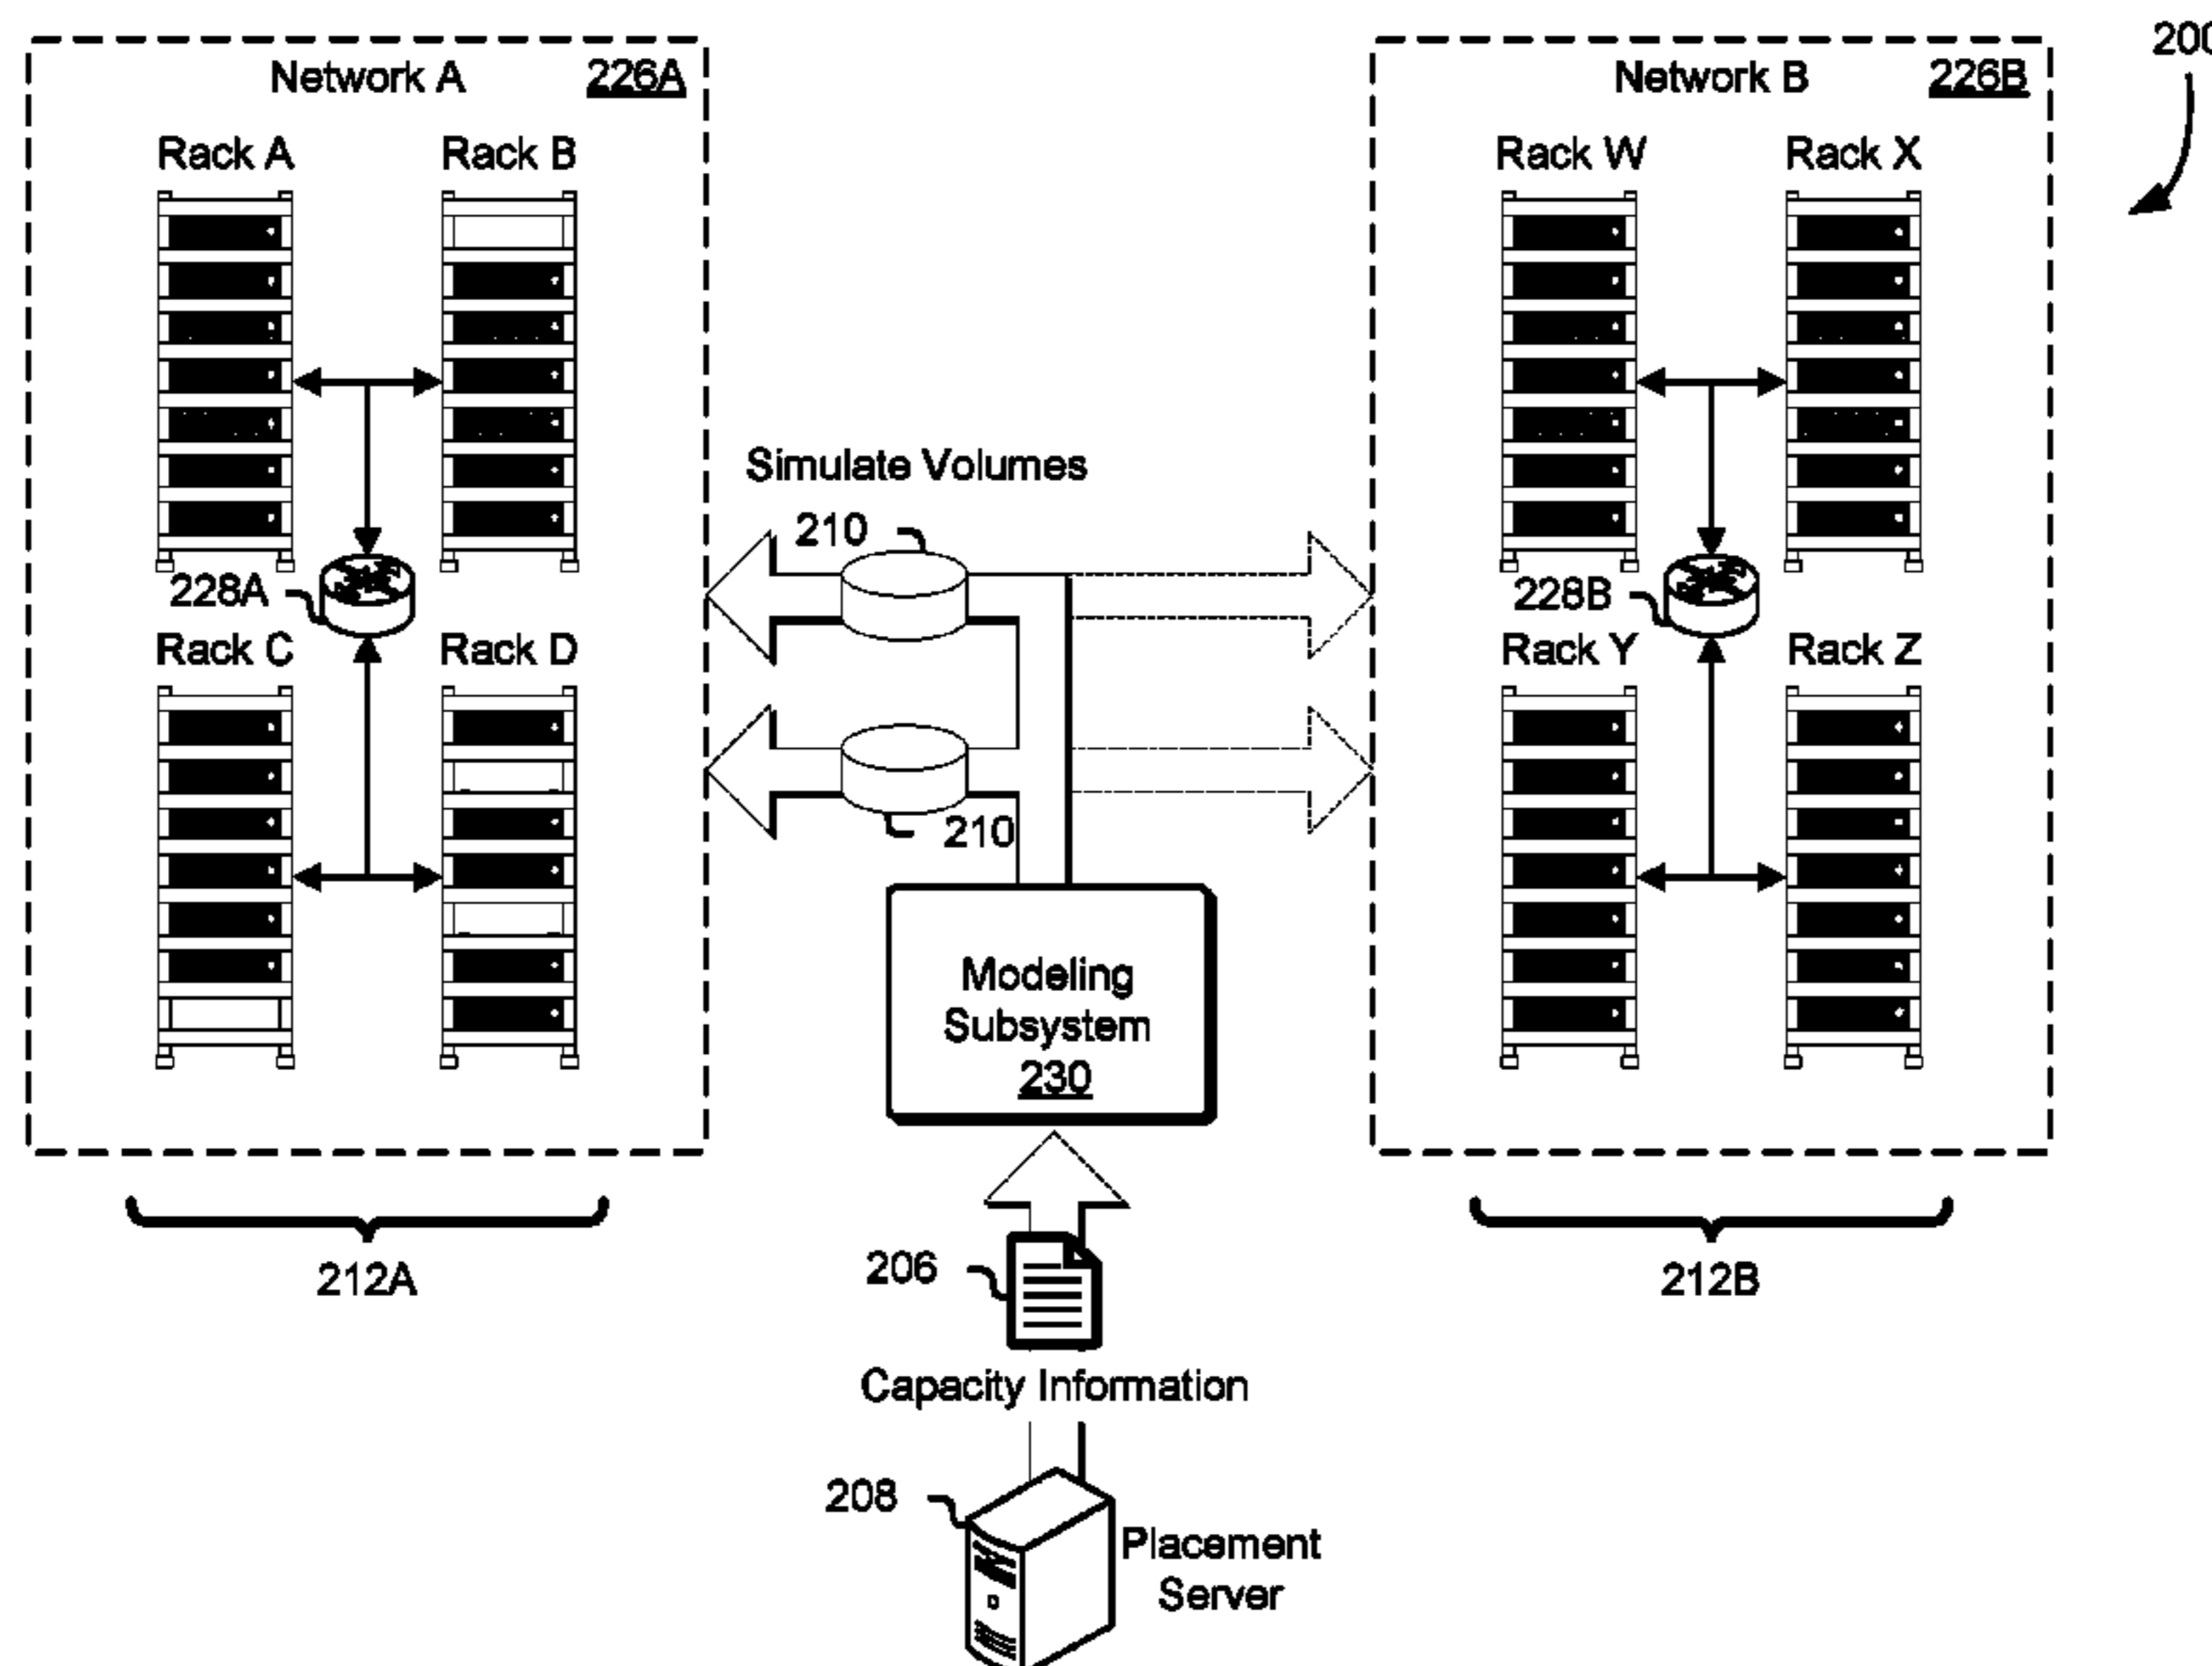 200
Network A 226A
Rack A Rack B
228A
Rack C Rack D
212A
Simulate Volumes
210
210
Modeling
Subsystem
230
206
Capacity Information
208
Placement
Server
Network B 226B
Rack W Rack X
228B
Rack Y Rack Z
212B